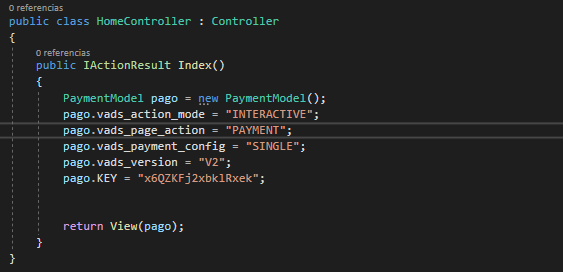 0 referencias
public class HomeController : Controller
{
0 referencias
public IActionResult Index()
{
PaymentModel pago = new PaymentModel();
pago.vads_action_mode = "INTERACTIVE";
pago.vads_page_action = "PAYMENT";
pago.vads_payment_config = "SINGLE";
pago.vads_version = "V2";
pago.KEY = "x6QZKFj2xbklRxek";
return View(pago);
}
}